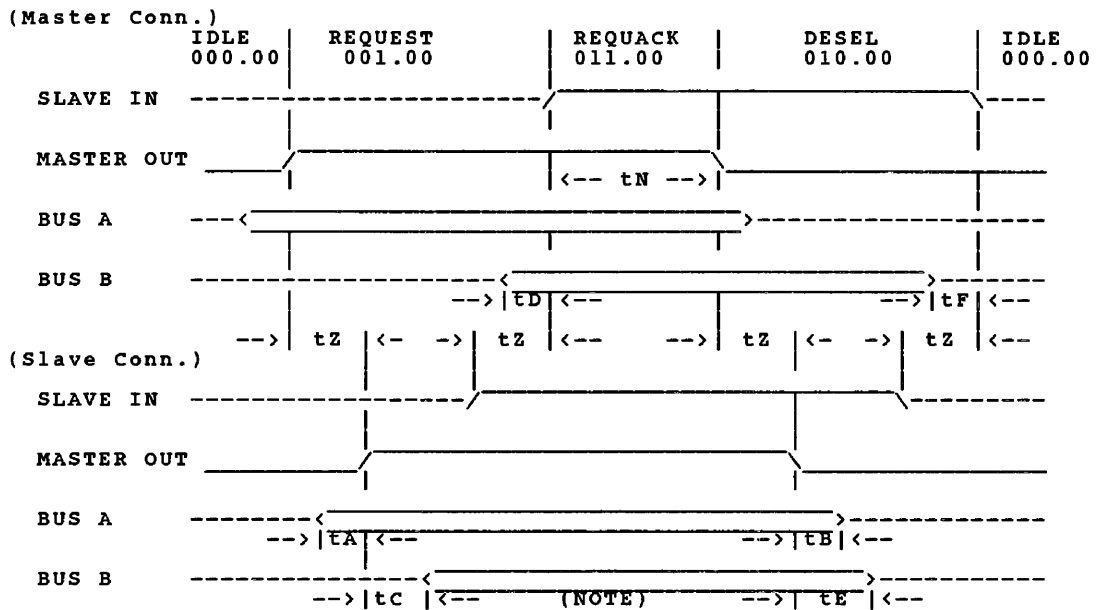 (Master Conn.)
IDLE REQUEST REQUACK DESEL IDLE
000.00 001.00 011.00 010.00 000.00
SLAVE IN
MASTER OUT
<-- tN -->
BUS A
BUS B
-->|tD|<-- -->|tF|<--
-->| tZ |<- ->| tZ |<-- -->| tZ |<- ->| tZ |<--
(Slave Conn.)
SLAVE IN
MASTER OUT
BUS A
-->|tA|<-- -->|tB|<--
BUS B
-->|tC |<-- (NOTE) -->| tE |<--